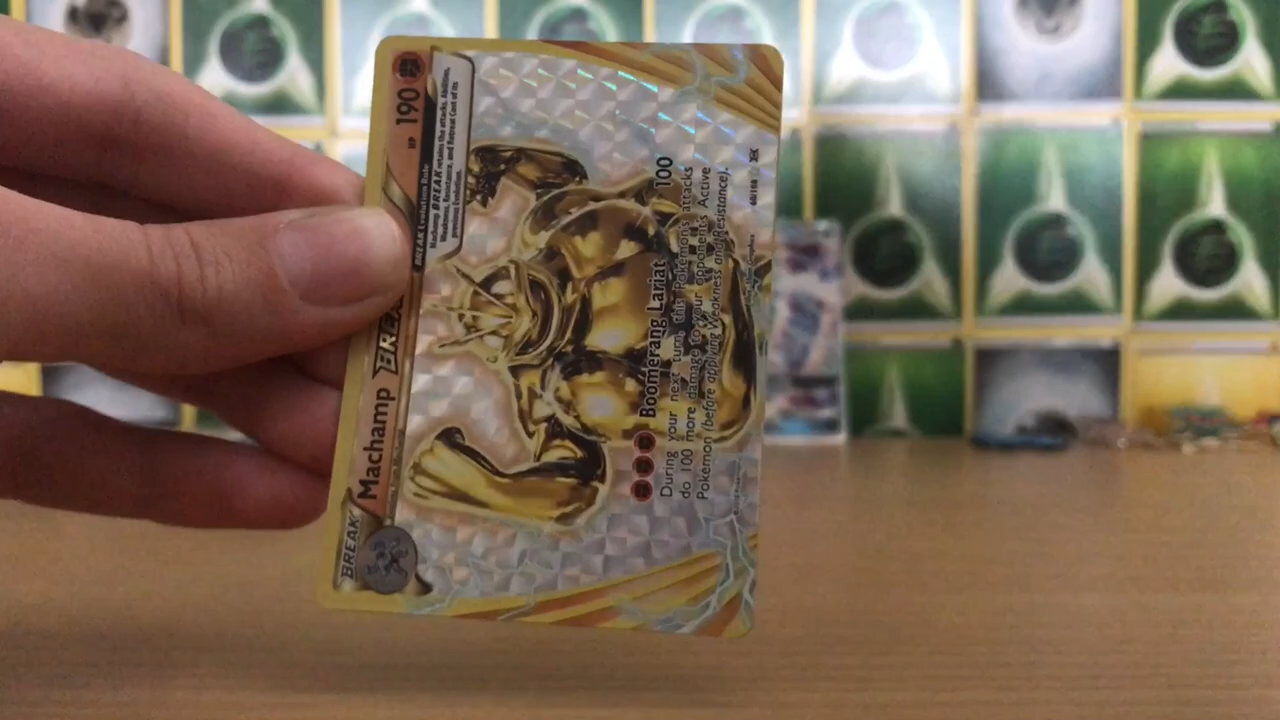 BREAK
Machamp BREAK
HP 190
BREAK Evolution Rule
Machamp BREAK retains the attacks, Abilities,
Weakness, Resistance, and Retreat Cost of its
previous Evolution.
Boomerang Lariat 100
During your next turn, this Pokémon's attacks
do 100 more damage to your opponent's Active
Pokémon (before applying Weakness and Resistance).